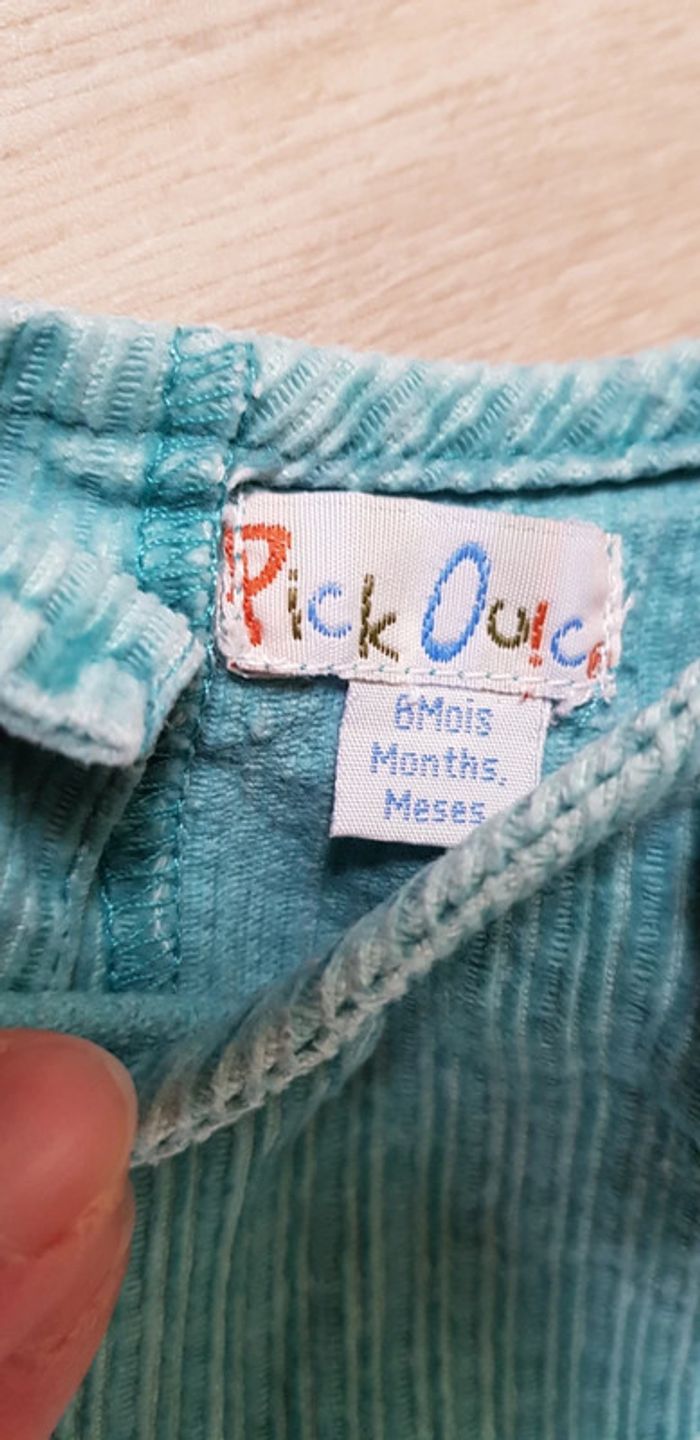 Pick Ouic
6Mois
Months.
Meses